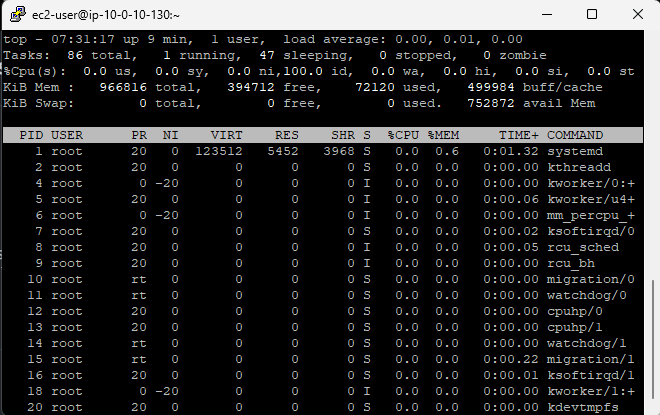 ec2-user@ip-10-0-10-130:~
top - 07:31:17 up 9 min,  1 user,  load average: 0.00, 0.01, 0.00
Tasks:  86 total,   1 running,  47 sleeping,   0 stopped,   0 zombie
%Cpu(s):  0.0 us,  0.0 sy,  0.0 ni,100.0 id,  0.0 wa,  0.0 hi,  0.0 si,  0.0 st
KiB Mem :   966816 total,   394712 free,    72120 used,   499984 buff/cache
KiB Swap:        0 total,        0 free,        0 used.   752872 avail Mem
PID USER      PR  NI    VIRT    RES    SHR S  %CPU %MEM     TIME+ COMMAND
1 root      20   0  123512   5452   3968 S   0.0  0.6   0:01.32 systemd
2 root      20   0       0      0      0 S   0.0  0.0   0:00.00 kthreadd
4 root       0 -20       0      0      0 I   0.0  0.0   0:00.00 kworker/0:+
5 root      20   0       0      0      0 I   0.0  0.0   0:00.06 kworker/u4+
6 root       0 -20       0      0      0 I   0.0  0.0   0:00.00 mm_percpu_+
7 root      20   0       0      0      0 S   0.0  0.0   0:00.02 ksoftirqd/0
8 root      20   0       0      0      0 I   0.0  0.0   0:00.05 rcu_sched
9 root      20   0       0      0      0 I   0.0  0.0   0:00.00 rcu_bh
10 root      rt   0       0      0      0 S   0.0  0.0   0:00.00 migration/0
11 root      rt   0       0      0      0 S   0.0  0.0   0:00.00 watchdog/0
12 root      20   0       0      0      0 S   0.0  0.0   0:00.00 cpuhp/0
13 root      20   0       0      0      0 S   0.0  0.0   0:00.00 cpuhp/1
14 root      rt   0       0      0      0 S   0.0  0.0   0:00.00 watchdog/1
15 root      rt   0       0      0      0 S   0.0  0.0   0:00.22 migration/1
16 root      20   0       0      0      0 S   0.0  0.0   0:00.01 ksoftirqd/1
18 root       0 -20       0      0      0 I   0.0  0.0   0:00.00 kworker/1:+
20 root      20   0       0      0      0 S   0.0  0.0   0:00.00 kdevtmpfs